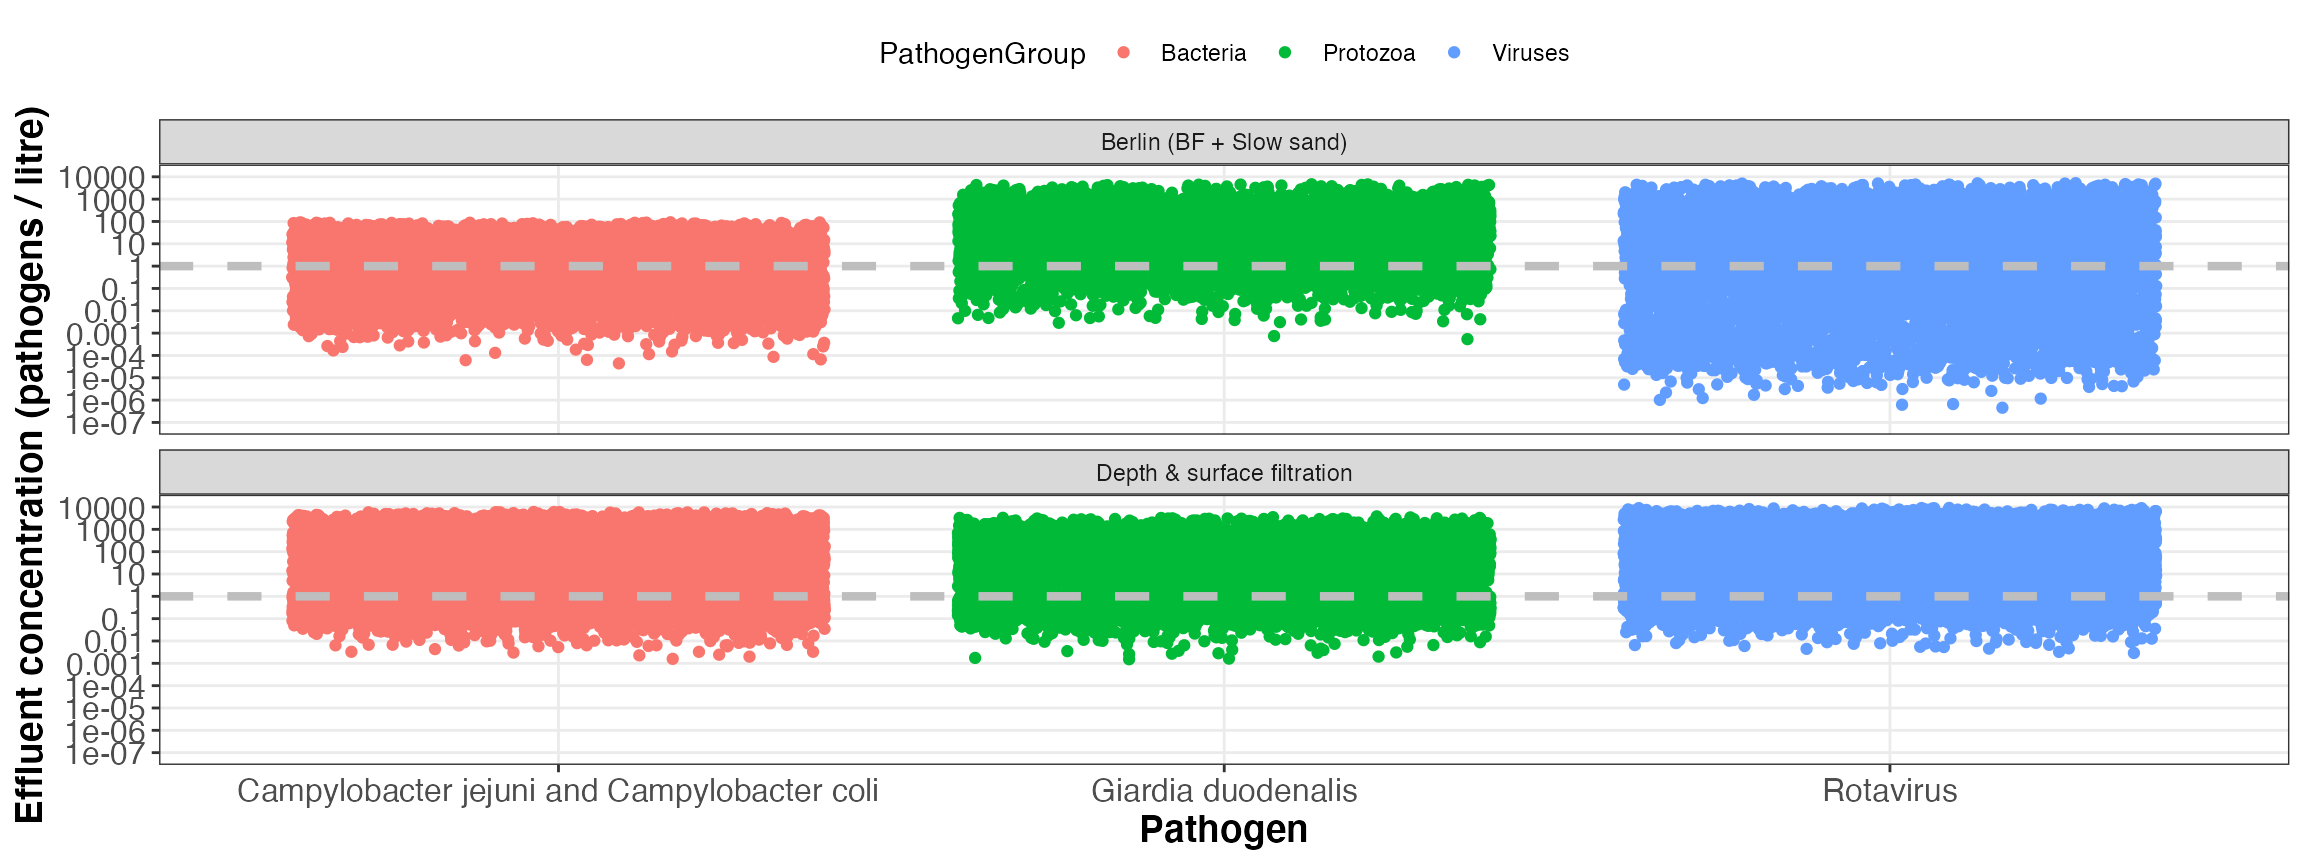 PathogenGroup Bacteria Protozoa Viruses
Effluent concentration (pathogens / litre)
Berlin (BF + Slow sand)
10000
1000
100
10
1
0.1
0.01
0.001
1e-04
1e-05
1e-06
1e-07
Depth & surface filtration
10000
1000
100
10
1
0.1
0.01
0.001
1e-04
1e-05
1e-06
1e-07
Campylobacter jejuni and Campylobacter coli Giardia duodenalis Rotavirus
Pathogen